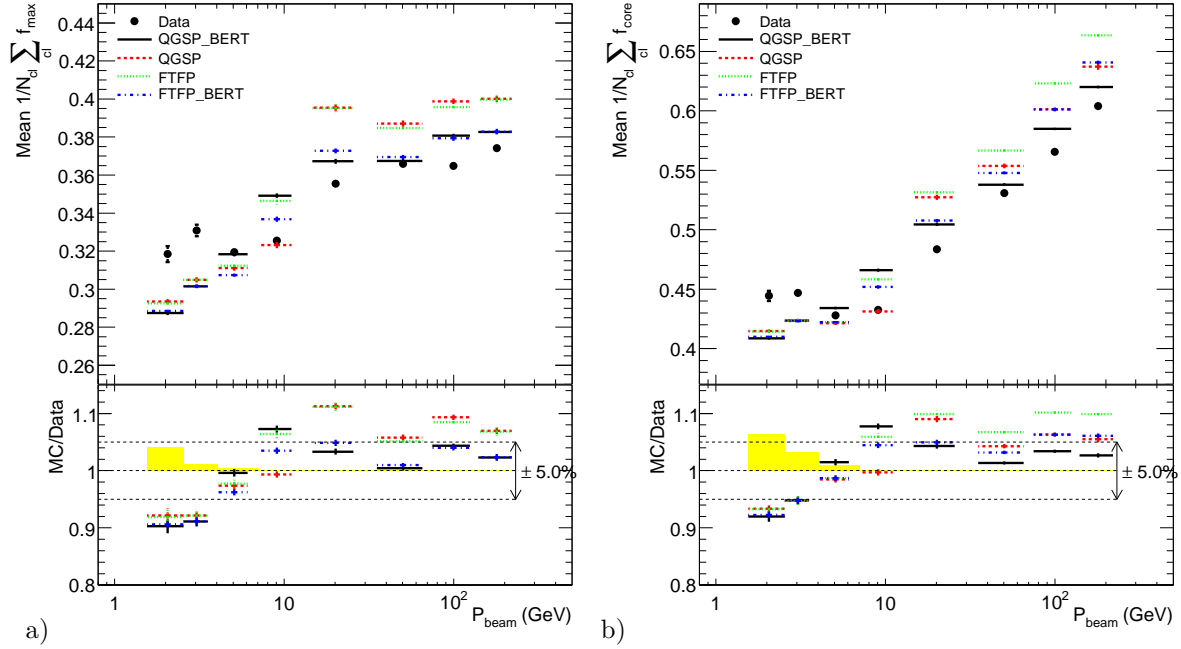 Mean 1/N_cl ∑_cl f_max
0.44
0.42
0.4
0.38
0.36
0.34
0.32
0.3
0.28
0.26
Data
QGSP_BERT
QGSP
FTFP
FTFP_BERT
MC/Data
1.1
1
0.9
0.8
± 5.0%
1
10
10²
P_beam (GeV)
a)
Mean 1/N_cl ∑_cl f_core
0.65
0.6
0.55
0.5
0.45
0.4
Data
QGSP_BERT
QGSP
FTFP
FTFP_BERT
MC/Data
1.1
1
0.9
0.8
± 5.0%
1
10
10²
P_beam (GeV)
b)